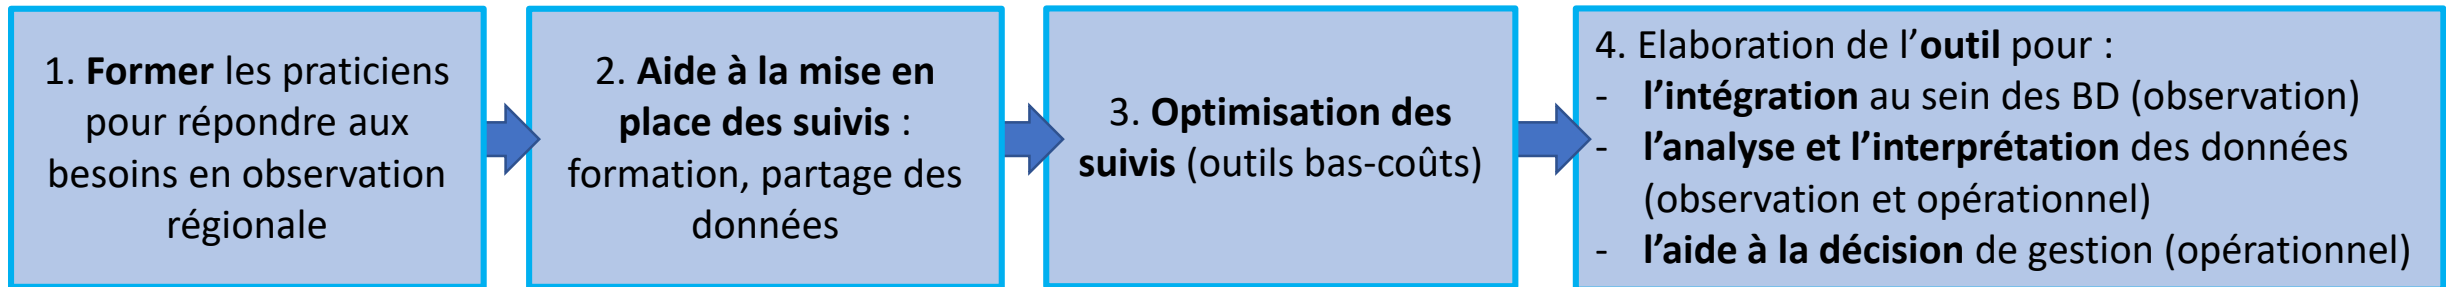 1. Former les praticiens
pour répondre aux
besoins en observation
régionale
2. Aide à la mise en
place des suivis :
formation, partage des
données
3. Optimisation des
suivis (outils bas-coûts)
4. Elaboration de l’outil pour :
- l’intégration au sein des BD (observation)
- l’analyse et l’interprétation des données
(observation et opérationnel)
- l’aide à la décision de gestion (opérationnel)